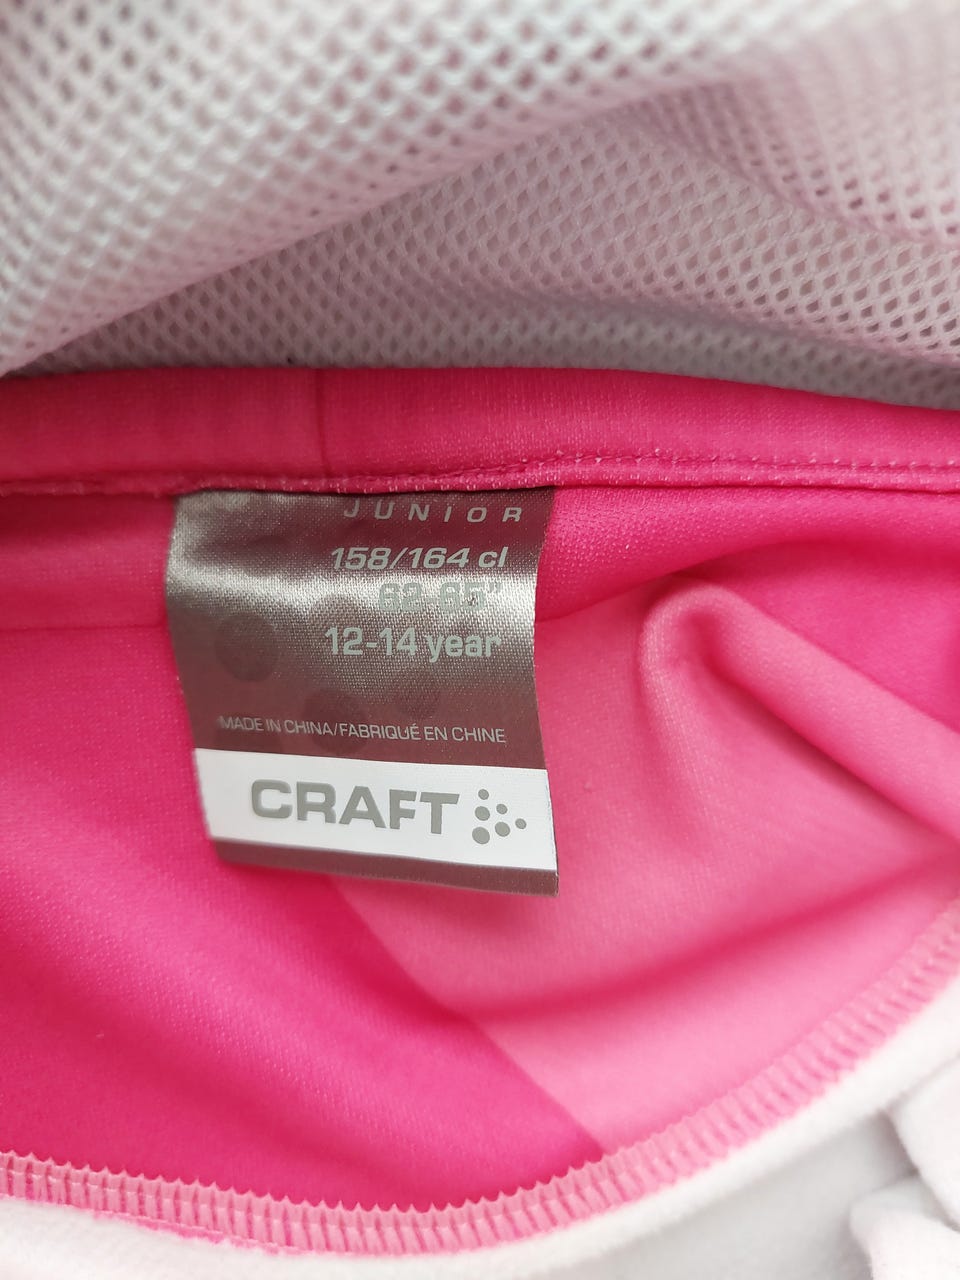 JUNIOR
158/164 cl
62-65"
12-14 year
MADE IN CHINA/FABRIQUÉ EN CHINE
CRAFT